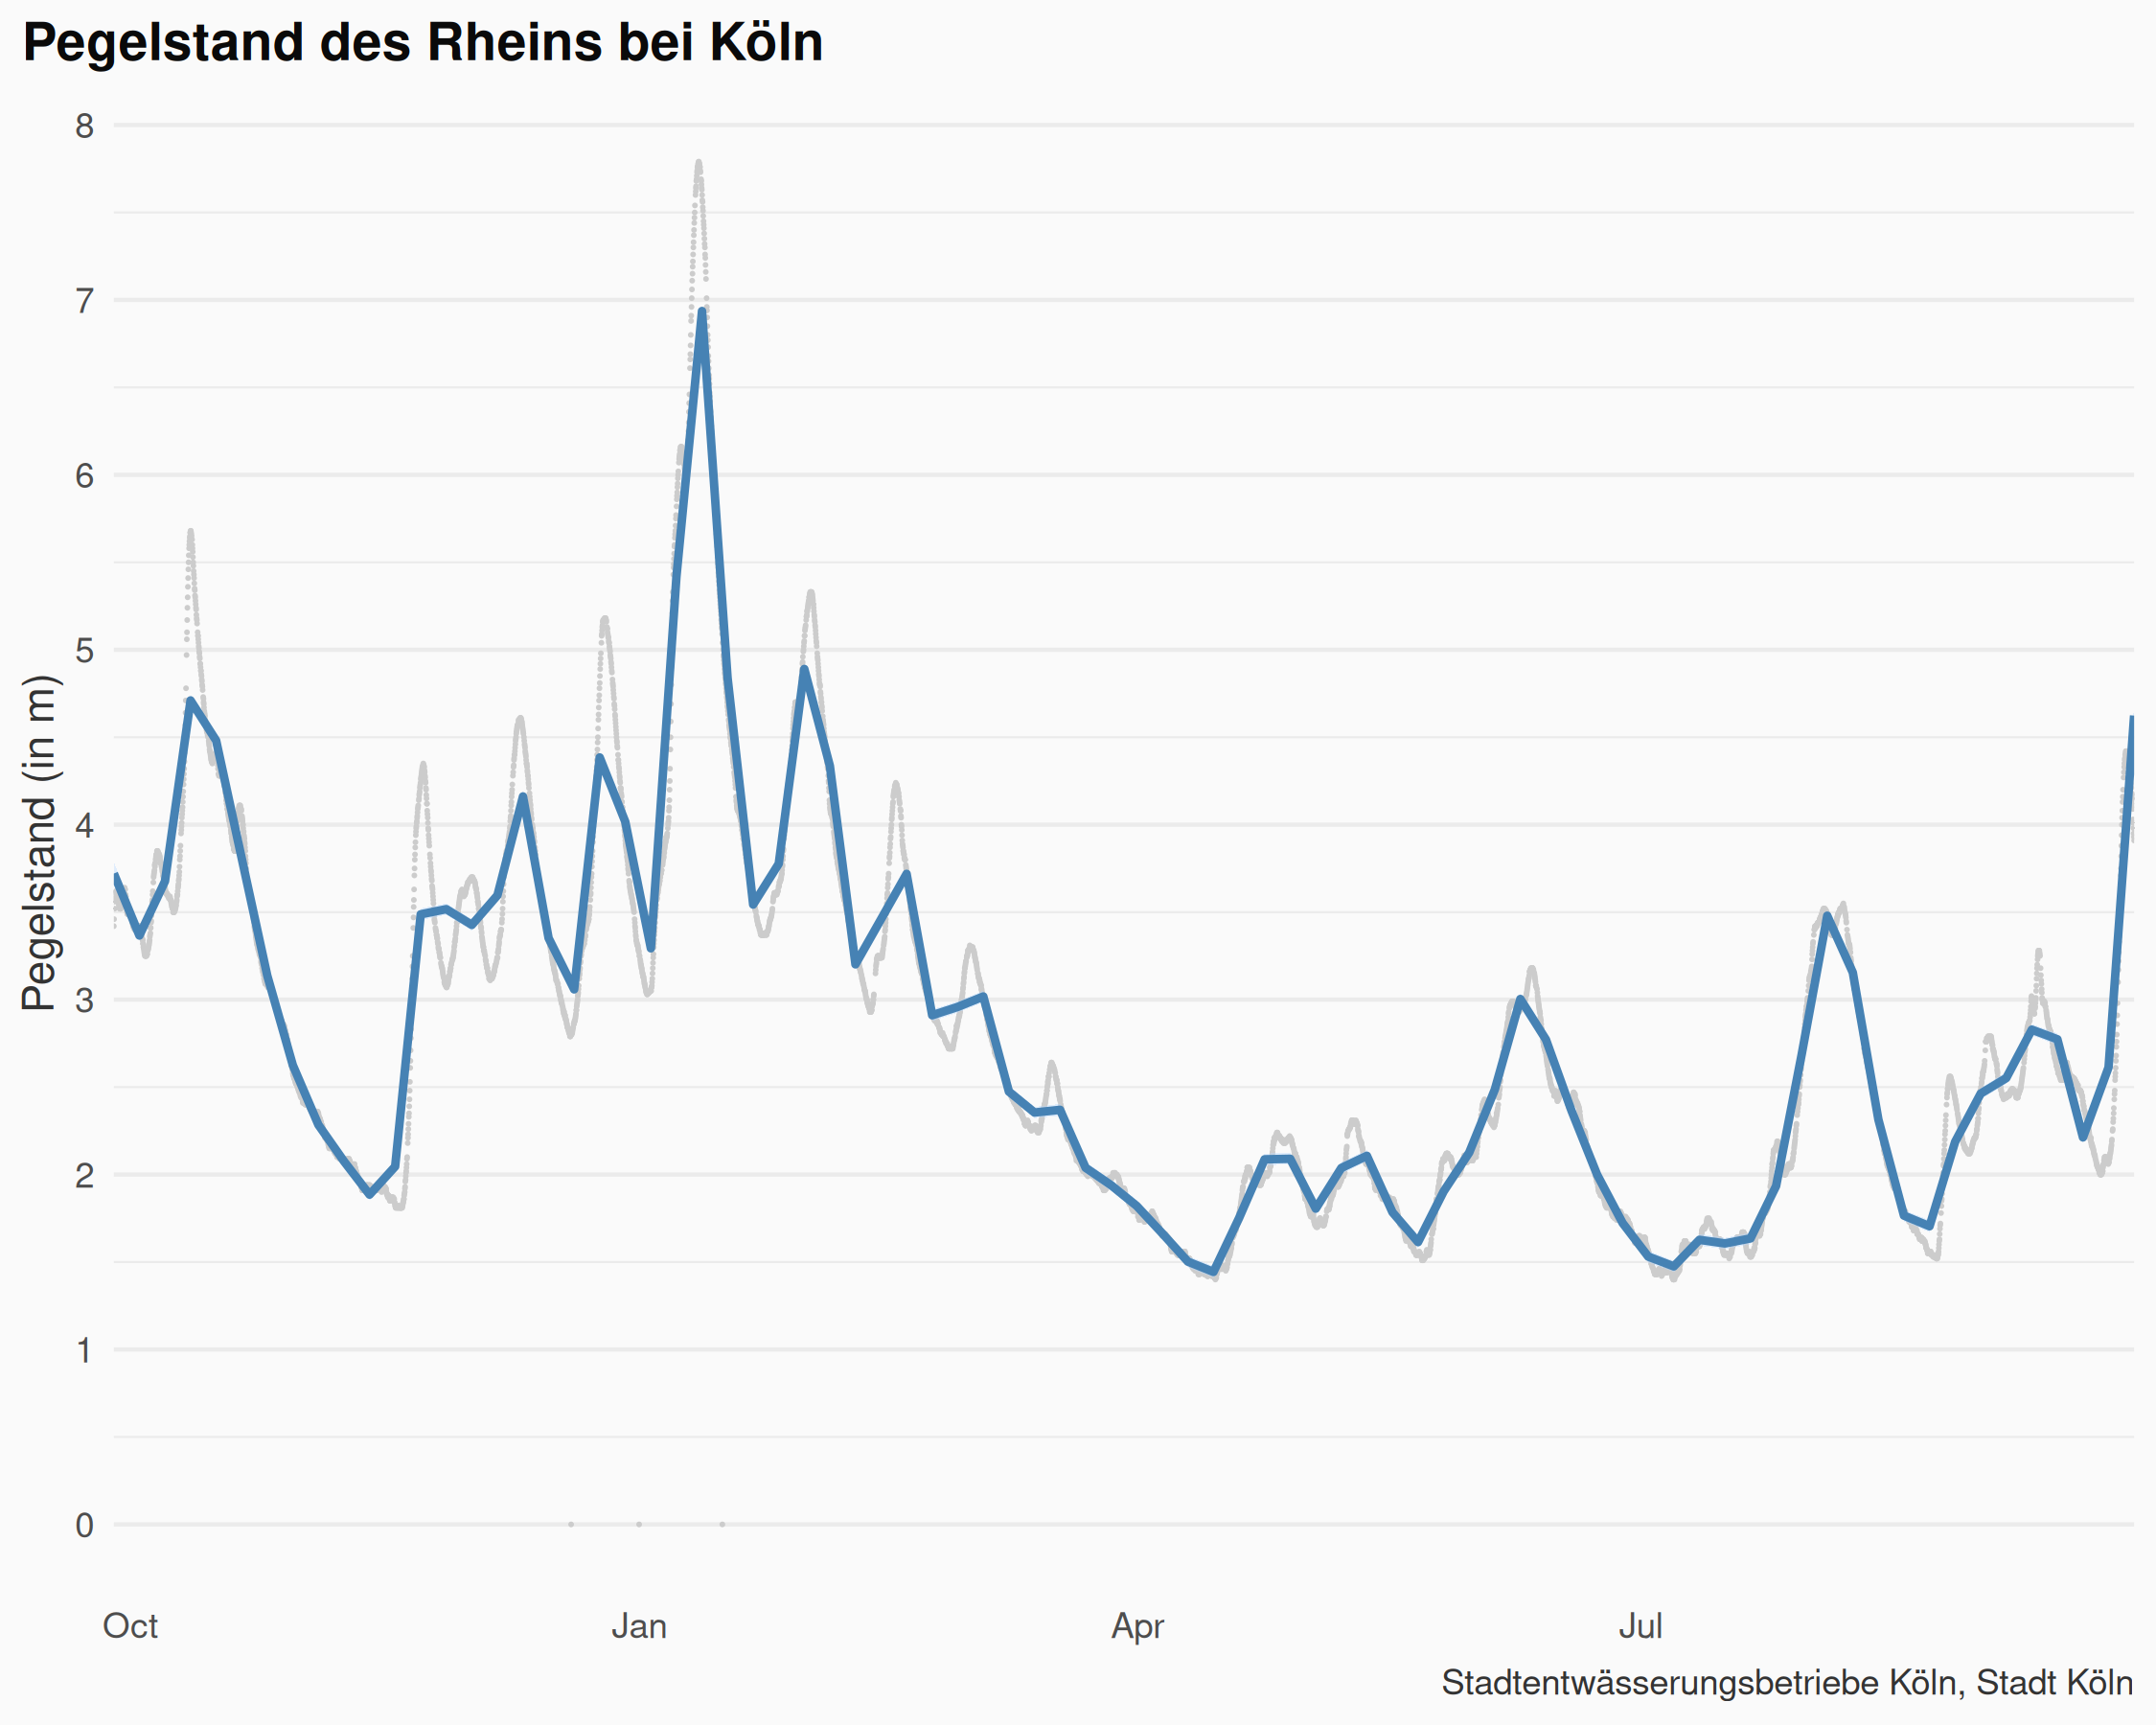 Pegelstand des Rheins bei Köln
8
7
6
5
4
3
2
1
0
Pegelstand (in m)
Oct Jan Apr Jul
Stadtentwässerungsbetriebe Köln, Stadt Köln